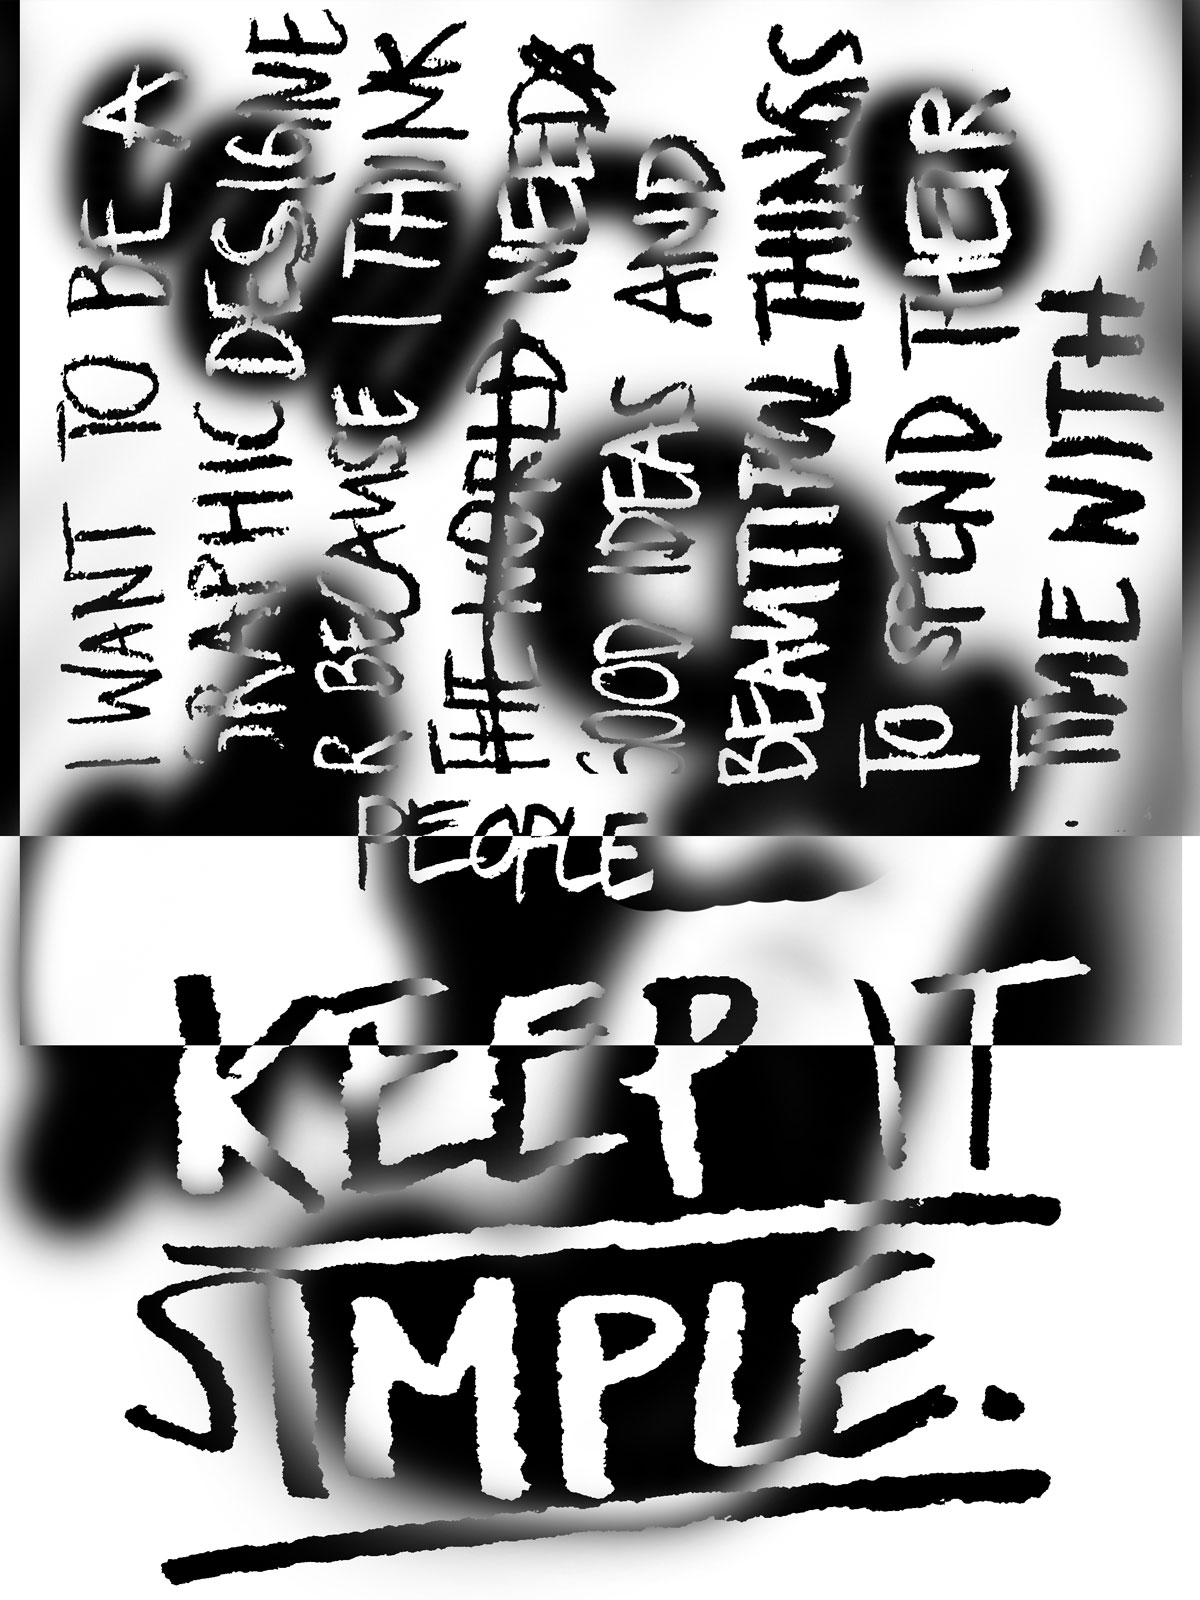 I WANT TO BE A
GRAPHIC DESIGNE
R BECAUSE I THINK
THE WORLD NEED
PEOPLE
GOOD IDEAS AND
BEAUTIFUL THINGS
TO SPEND THEIR
TIME WITH.
KEEP IT
SIMPLE.